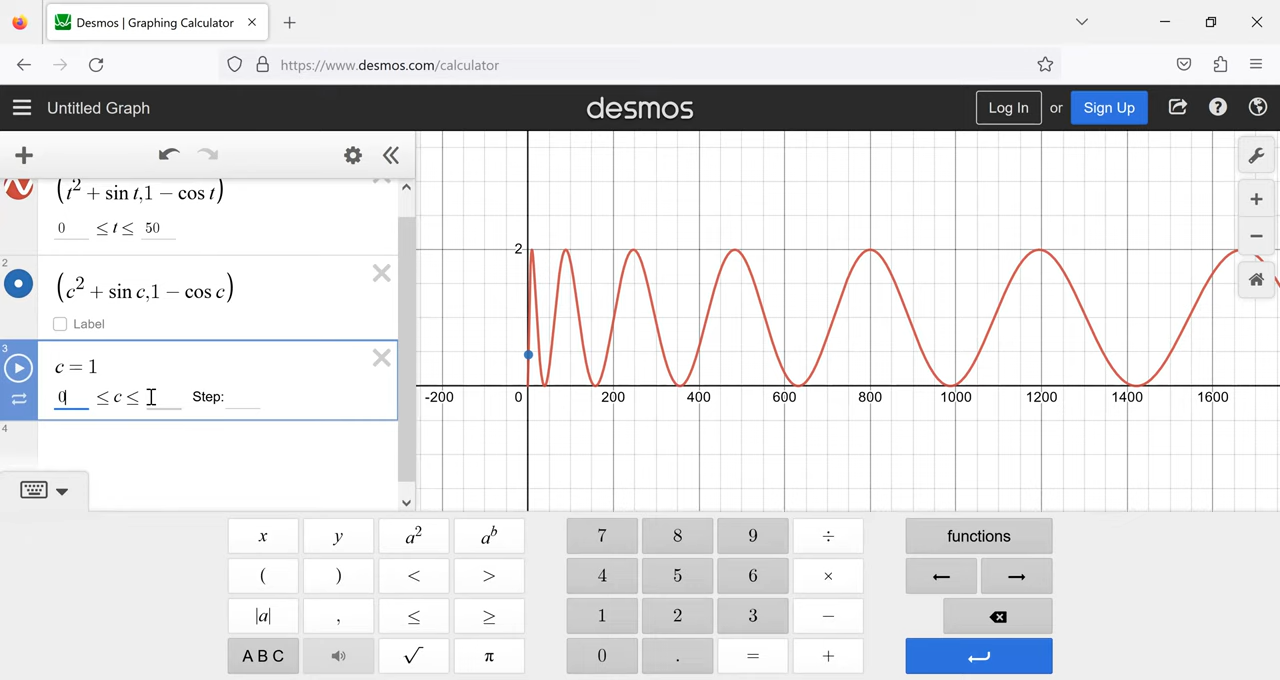 Desmos | Graphing Calculator
https://www.desmos.com/calculator
Untitled Graph
desmos
Log In or Sign Up
(t² + sin t,1 − cos t)
0 ≤ t ≤ 50
2
(c² + sin c,1 − cos c)
Label
3
c = 1
0 ≤ c ≤ Step:
4
2
-200 0 200 400 600 800 1000 1200 1400 1600
x y a² aᵇ 7 8 9 ÷ functions
( ) < > 4 5 6 × ← →
|a| , ≤ ≥ 1 2 3 −
A B C √ π 0 . = +